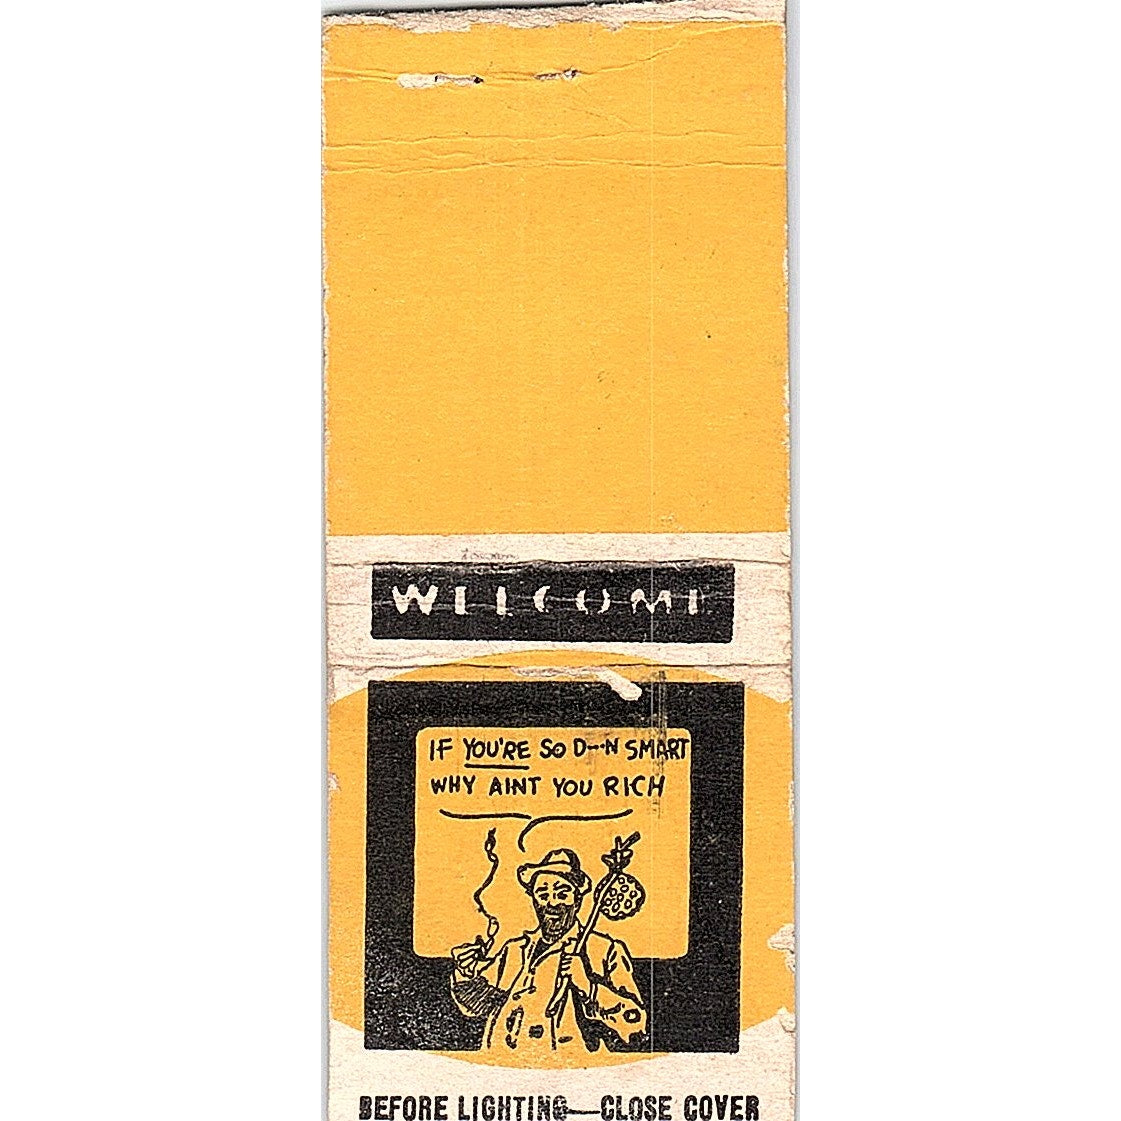 WELCOME
IF YOU'RE SO D--N SMART
WHY AINT YOU RICH
BEFORE LIGHTING—CLOSE COVER